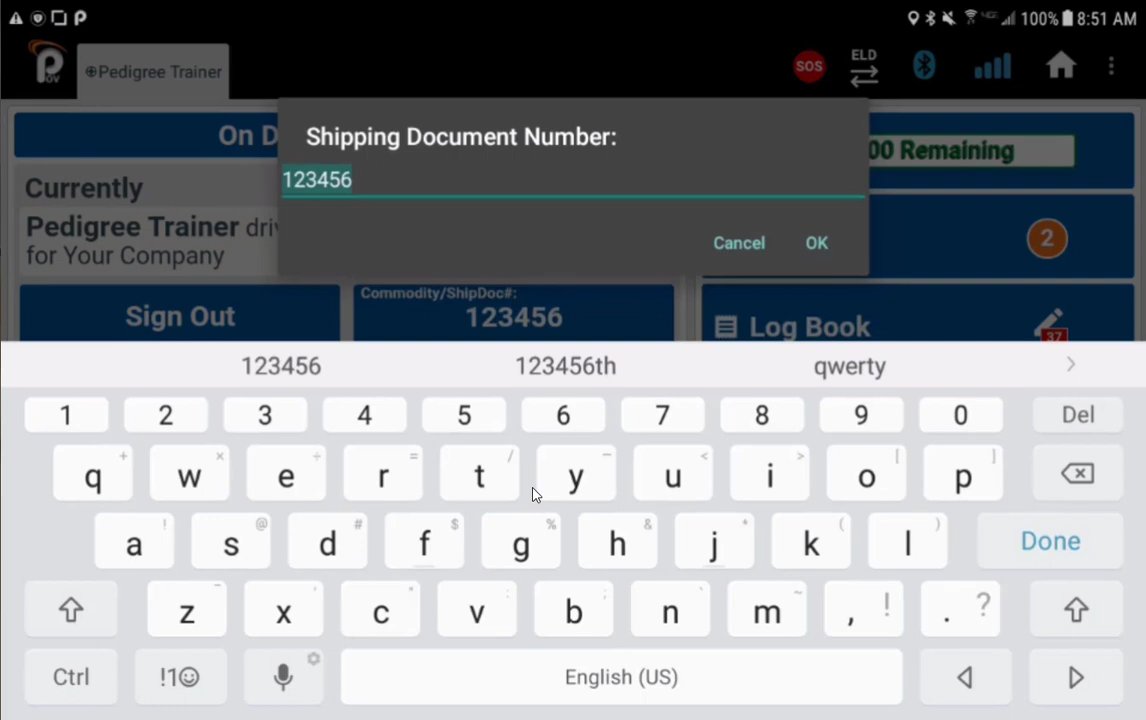 100% 8:51 AM
P OV
⊕Pedigree Trainer
SOS
ELD
On D
Shipping Document Number:
123456
Cancel OK
00 Remaining
Currently
Pedigree Trainer dri
for Your Company
2
Sign Out
Commodity/ShipDoc#:
123456
Log Book
37
123456 123456th qwerty >
1 2 3 4 5 6 7 8 9 0 Del
+ × ÷ = / _ < > [ ]
q w e r t y u i o p
! @ # $ % & * ( )
a s d f g h j k l Done
z x c v b n m , ! . ?
Ctrl !1☺ English (US)